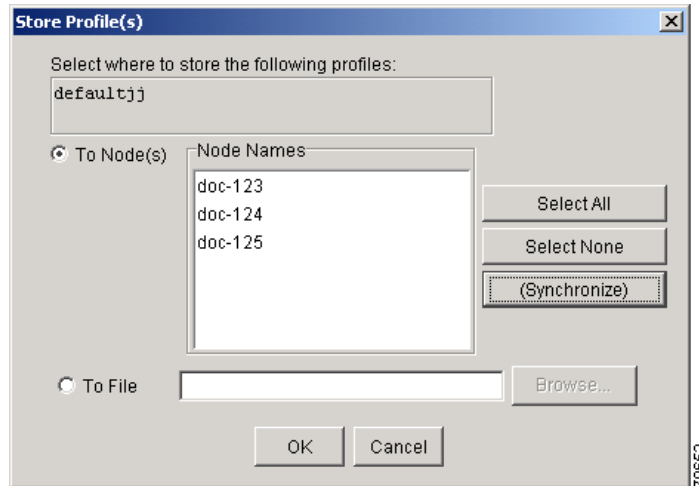 Store Profile(s)
Select where to store the following profiles:
defaultjj
To Node(s)
Node Names
doc-123
doc-124
doc-125
Select All
Select None
(Synchronize)
To File
Browse...
OK
Cancel